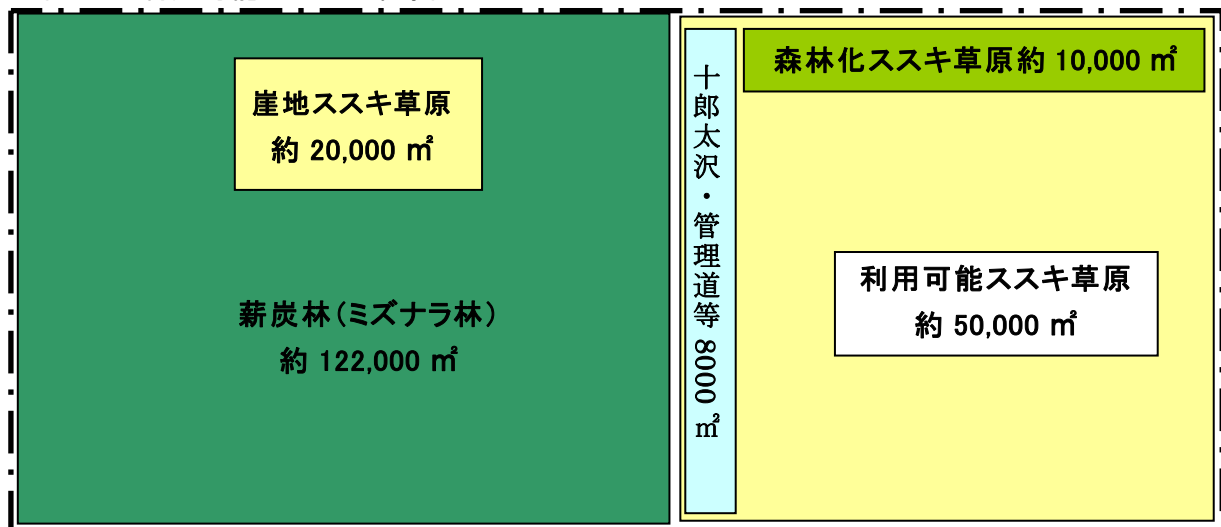 崖地ススキ草原
約 20,000 ㎡
薪炭林(ミズナラ林)
約 122,000 ㎡
十郎太沢・管理道等 8000 ㎡
森林化ススキ草原約 10,000 ㎡
利用可能ススキ草原
約 50,000 ㎡